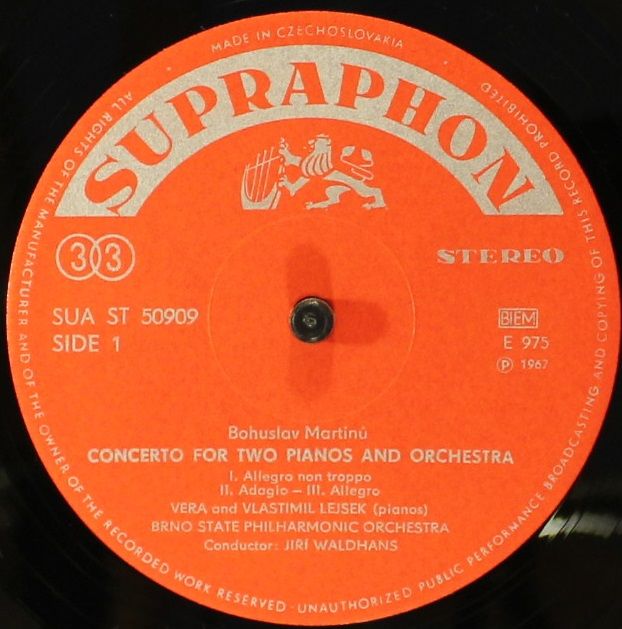 MADE IN CZECHOSLOVAKIA
SUPRAPHON
33
STEREO
SUA ST 50909
SIDE 1
BIEM
E 975
Ⓟ 1967
Bohuslav Martinů
CONCERTO FOR TWO PIANOS AND ORCHESTRA
I. Allegro non troppo
II. Adagio – III. Allegro
VERA and VLASTIMIL LEJSEK (pianos)
BRNO STATE PHILHARMONIC ORCHESTRA
Conductor: JIŘÍ WALDHANS
ALL RIGHTS OF THE MANUFACTURER AND OF THE OWNER OF THE RECORDED WORK RESERVED · UNAUTHORIZED PUBLIC PERFORMANCE BROADCASTING AND COPYING OF THIS RECORD PROHIBITED